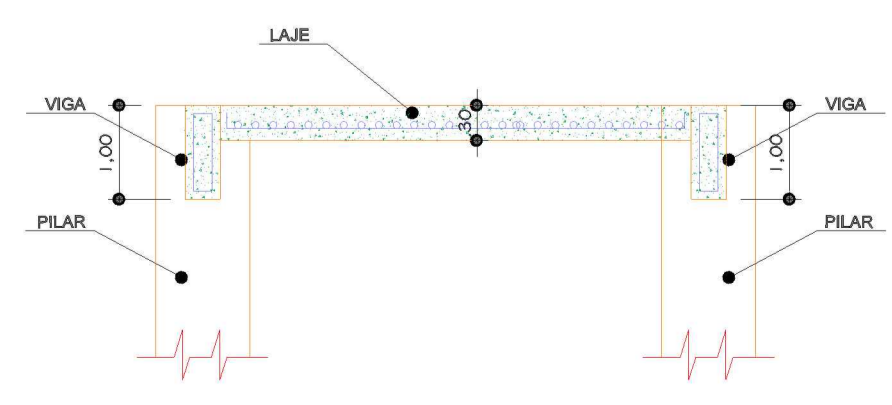 LAJE
VIGA
VIGA
.30
1,00
1,00
PILAR
PILAR